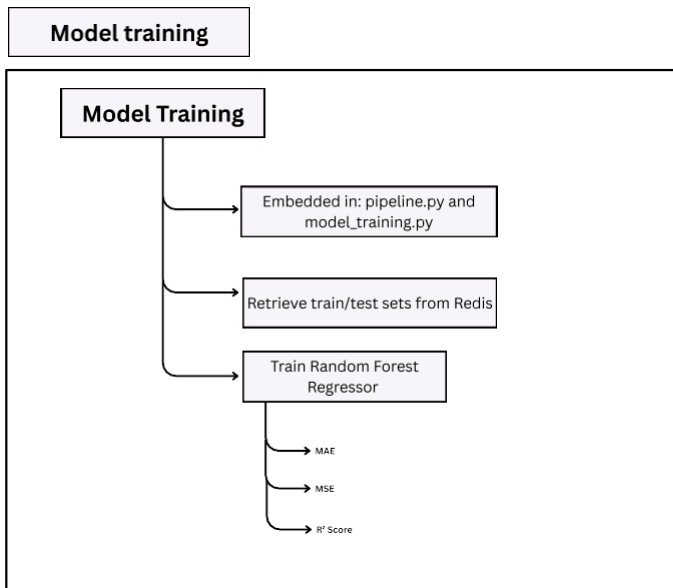 Model training
Model Training
Embedded in: pipeline.py and
model_training.py
Retrieve train/test sets from Redis
Train Random Forest
Regressor
MAE
MSE
R² Score